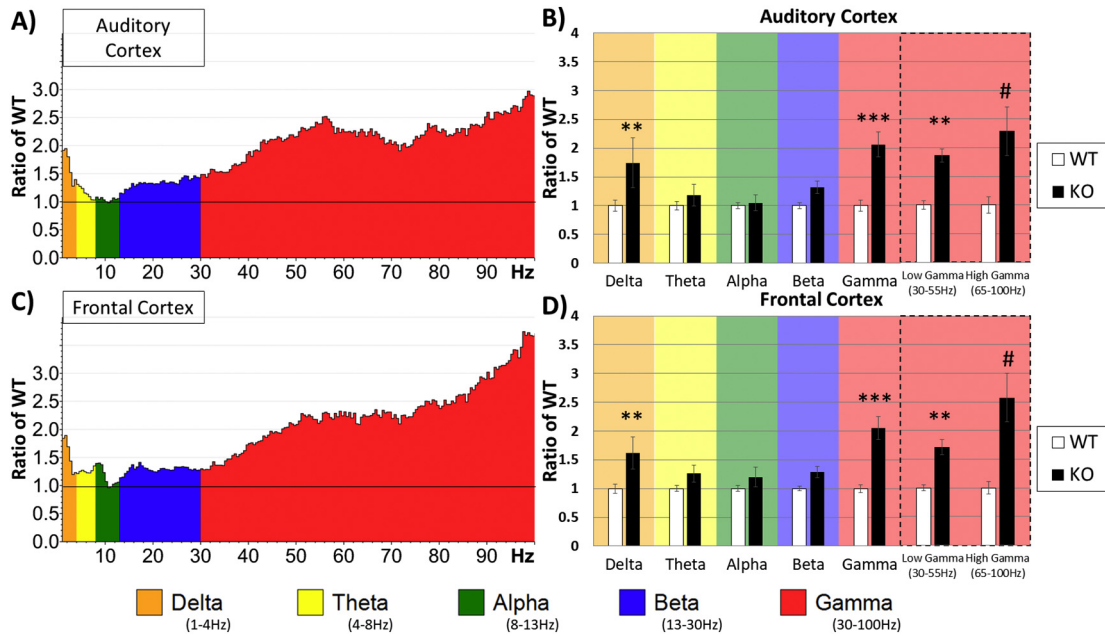 A)
Auditory
Cortex
Ratio of WT
3.0
2.5
2.0
1.5
1.0
0.5
0.0
10 20 30 40 50 60 70 80 90 Hz
B)
Auditory Cortex
Ratio of WT
4
3.5
3
2.5
2
1.5
1
0.5
0
** *** ** #
Delta Theta Alpha Beta Gamma Low Gamma High Gamma
(30-55Hz) (65-100Hz)
WT
KO
C)
Frontal Cortex
Ratio of WT
3.0
2.5
2.0
1.5
1.0
0.5
0.0
10 20 30 40 50 60 70 80 90 Hz
D)
Frontal Cortex
Ratio of WT
4
3.5
3
2.5
2
1.5
1
0.5
0
** *** ** #
Delta Theta Alpha Beta Gamma Low Gamma High Gamma
(30-55Hz) (65-100Hz)
WT
KO
Delta Theta Alpha Beta Gamma
(1-4Hz) (4-8Hz) (8-13Hz) (13-30Hz) (30-100Hz)